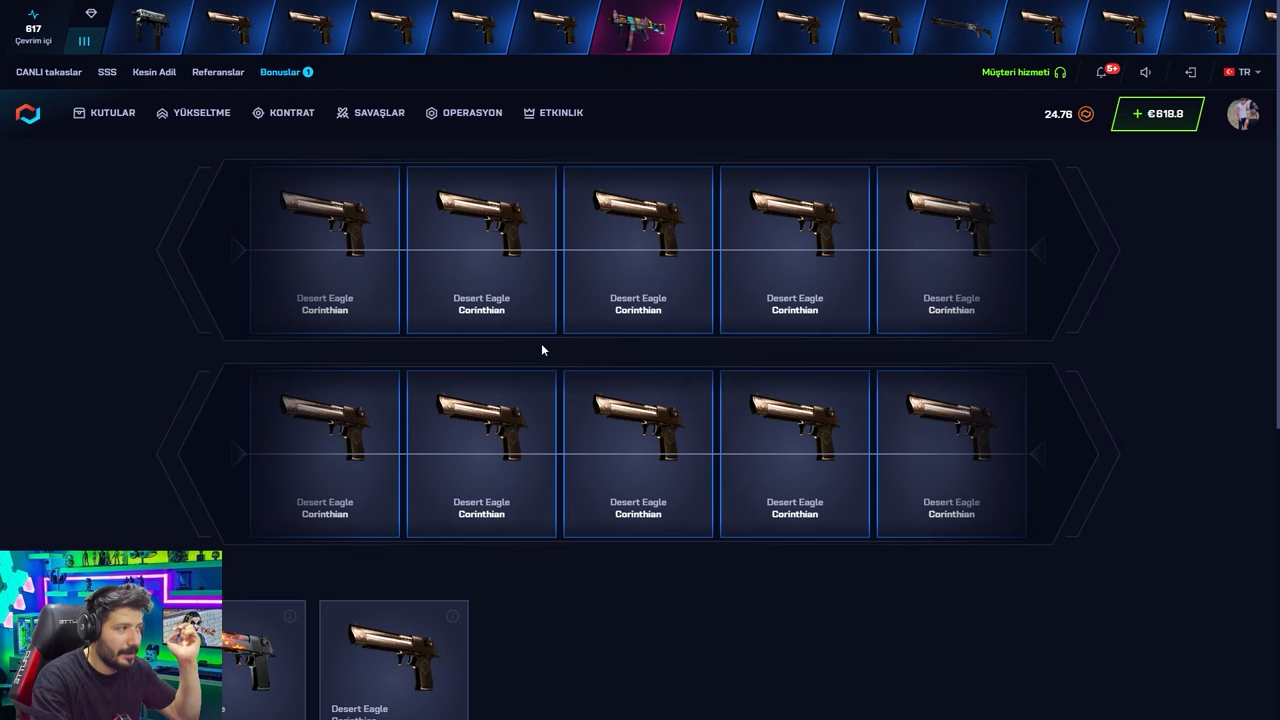 617
Çevrim içi
CANLI takaslar
SSS
Kesin Adil
Referanslar
Bonuslar 1
Müşteri hizmeti
5+
TR
KUTULAR
YÜKSELTME
KONTRAT
SAVAŞLAR
OPERASYON
ETKINLIK
24.76
+ €618.8
Desert Eagle
Corinthian
Desert Eagle
Corinthian
Desert Eagle
Corinthian
Desert Eagle
Corinthian
Desert Eagle
Corinthian
Desert Eagle
Corinthian
Desert Eagle
Corinthian
Desert Eagle
Corinthian
Desert Eagle
Corinthian
Desert Eagle
Corinthian
Desert Eagle
Corinthian